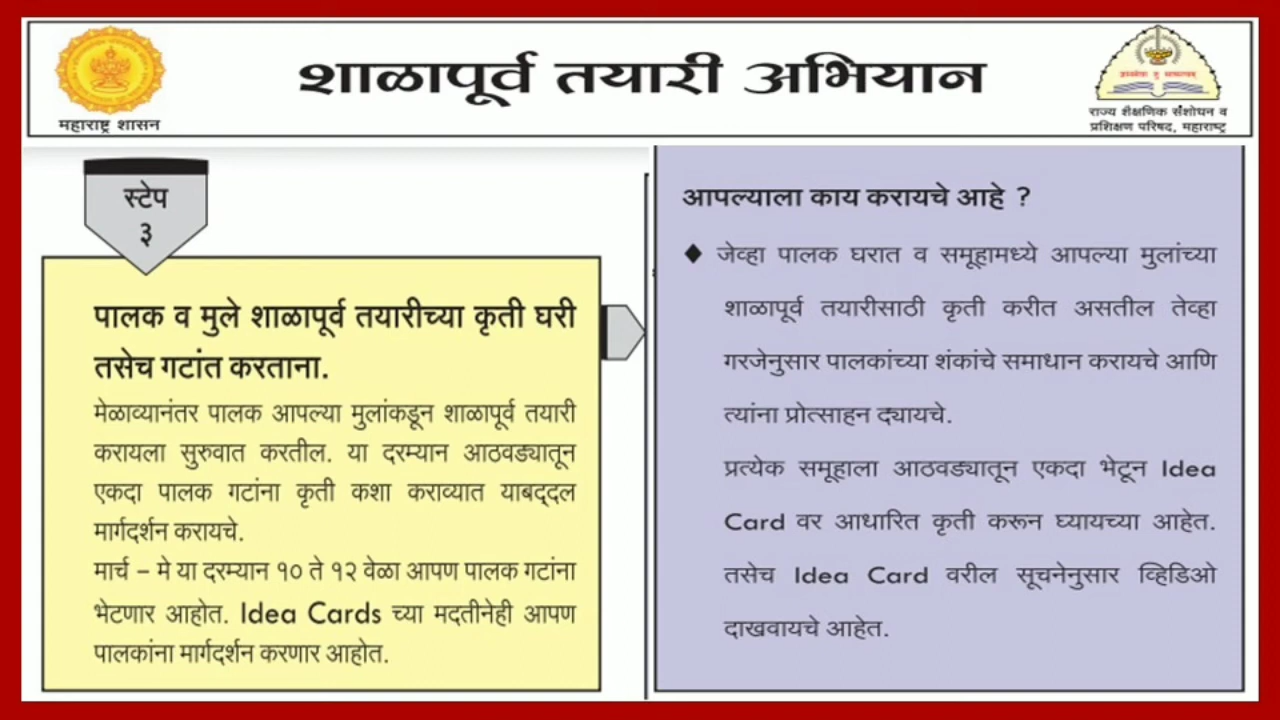 शाळापूर्व तयारी अभियान
महाराष्ट्र शासन
राज्य शैक्षणिक संशोधन व
प्रशिक्षण परिषद, महाराष्ट्र
स्टेप
३
पालक व मुले शाळापूर्व तयारीच्या कृती घरी
तसेच गटांत करताना.
मेळाव्यानंतर पालक आपल्या मुलांकडून शाळापूर्व तयारी
करायला सुरुवात करतील. या दरम्यान आठवड्यातून
एकदा पालक गटांना कृती कशा कराव्यात याबद्दल
मार्गदर्शन करायचे.
मार्च – मे या दरम्यान १० ते १२ वेळा आपण पालक गटांना
भेटणार आहोत. Idea Cards च्या मदतीनेही आपण
पालकांना मार्गदर्शन करणार आहोत.
आपल्याला काय करायचे आहे ?
♦ जेव्हा पालक घरात व समूहामध्ये आपल्या मुलांच्या
शाळापूर्व तयारीसाठी कृती करीत असतील तेव्हा
गरजेनुसार पालकांच्या शंकांचे समाधान करायचे आणि
त्यांना प्रोत्साहन द्यायचे.
प्रत्येक समूहाला आठवड्यातून एकदा भेटून Idea
Card वर आधारित कृती करून घ्यायच्या आहेत.
तसेच Idea Card वरील सूचनेनुसार व्हिडिओ
दाखवायचे आहेत.